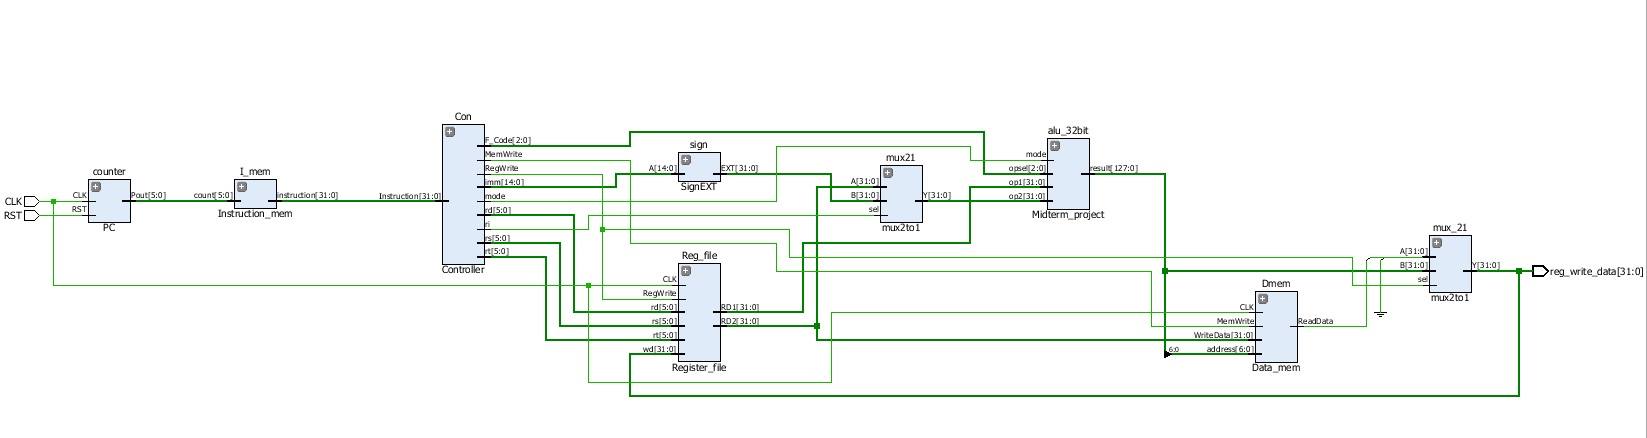 CLK
RST
counter
CLK
RST
Pout[5:0]
PC
I_mem
count[5:0]
instruction[31:0]
Instruction_mem
Con
Instruction[31:0]
F_Code[2:0]
MemWrite
RegWrite
imm[14:0]
mode
rd[5:0]
ri
rs[5:0]
rt[5:0]
Controller
sign
A[14:0]
EXT[31:0]
SignEXT
Reg_file
CLK
RegWrite
rd[5:0]
rs[5:0]
rt[5:0]
wd[31:0]
RD1[31:0]
RD2[31:0]
Register_file
mux21
A[31:0]
B[31:0]
sel
Y[31:0]
mux2to1
alu_32bit
mode
opsel[2:0]
op1[31:0]
op2[31:0]
result[127:0]
Midterm_project
6:0
Dmem
CLK
MemWrite
WriteData[31:0]
address[6:0]
ReadData
Data_mem
mux_21
A[31:0]
B[31:0]
sel
Y[31:0]
mux2to1
reg_write_data[31:0]